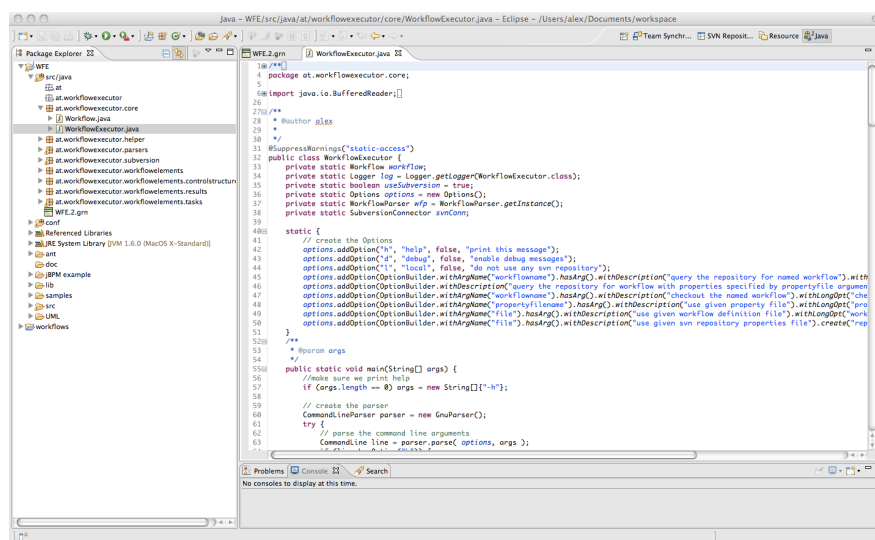 Java - WFE/src/java/at/workflowexecutor/core/WorkflowExecutor.java - Eclipse - /Users/alex/Documents/workspace
Team Synchr... SVN Reposit... Resource Java
Package Explorer
WFE
src/java
at
at.workflowexecutor
at.workflowexecutor.core
Workflow.java
WorkflowExecutor.java
at.workflowexecutor.helper
at.workflowexecutor.parsers
at.workflowexecutor.subversion
at.workflowexecutor.workflowelements
at.workflowexecutor.workflowelements.controlstructure
at.workflowexecutor.workflowelements.results
at.workflowexecutor.workflowelements.tasks
WFE.2.grn
conf
Referenced Libraries
JRE System Library [JVM 1.6.0 (MacOS X-Standard)]
ant
doc
jBPM example
lib
samples
src
UML
workflows
WFE.2.grn WorkflowExecutor.java
1 /**
4 package at.workflowexecutor.core;
5
6 import java.io.BufferedReader;
26
27 /**
28 * @author alex
29 *
30 */
31 @SuppressWarnings("static-access")
32 public class WorkflowExecutor {
33 private static Workflow workflow;
34 private static Logger log = Logger.getLogger(WorkflowExecutor.class);
35 private static boolean useSubversion = true;
36 private static Options options = new Options();
37 private static WorkflowParser wfp = WorkflowParser.getInstance();
38 private static SubversionConnector svnConn;
39
40 static {
41 // create the Options
42 options.addOption("h", "help", false, "print this message");
43 options.addOption("d", "debug", false, "enable debug messages");
44 options.addOption("l", "local", false, "do not use any svn repository");
45 options.addOption(OptionBuilder.withArgName("workflowname").hasArg().withDescription("query the repository for named workflow").with
46 options.addOption(OptionBuilder.withDescription("query the repository for workflow with properties specified by propertyfile argumen
47 options.addOption(OptionBuilder.withArgName("workflowname").hasArg().withDescription("checkout the named workflow").withLongOpt("che
48 options.addOption(OptionBuilder.withArgName("propertyfilename").hasArg().withDescription("use given property file").withLongOpt("pro
49 options.addOption(OptionBuilder.withArgName("file").hasArg().withDescription("use given workflow definition file").withLongOpt("work
50 options.addOption(OptionBuilder.withArgName("file").hasArg().withDescription("use given svn repository properties file").create("rep
51 }
52 /**
53 * @param args
54 */
55 public static void main(String[] args) {
56 //make sure we print help
57 if (args.length == 0) args = new String[]{"-h"};
58
59 // create the parser
60 CommandLineParser parser = new GnuParser();
61 try {
62 // parse the command line arguments
63 CommandLine line = parser.parse( options, args );
Problems Console Search
No consoles to display at this time.